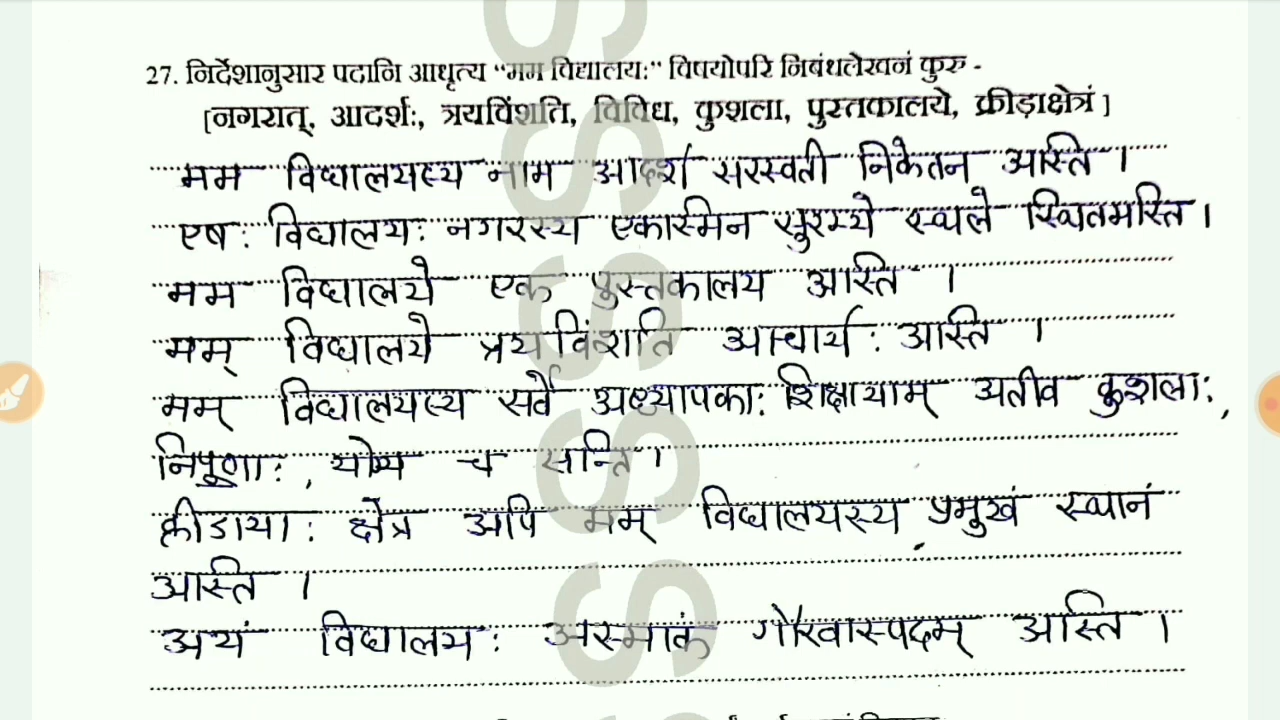 27. निर्देशानुसार पदानि आधृत्य "मम विद्यालयः" विषयोपरि निबंधलेखनं कुरु -
[नगरात्, आदर्शः, त्रयविंशति, विविध, कुशला, पुस्तकालये, क्रीड़ाक्षेत्रं]
मम विद्यालयस्य नाम आदर्श सरस्वती निकेतन अस्ति।
एषः विद्यालयः नगरस्य एकास्मिन सुरम्ये स्थले स्थितमस्ति।
मम विद्यालये एक पुस्तकालय अस्ति ।
मम् विद्यालये त्रयविंशति आचार्यः अस्ति ।
मम् विद्यालयस्य सर्वे अध्यापकाः शिक्षायाम् अतीव कुशलाः,
निपूणाः, योग्य च सन्ति।
क्रीडायाः क्षेत्र अपि मम् विद्यालयस्य प्रमुखं स्थानं
अस्ति ।
अयं विद्यालयः अस्माकं गौरवास्पदम् अस्ति ।